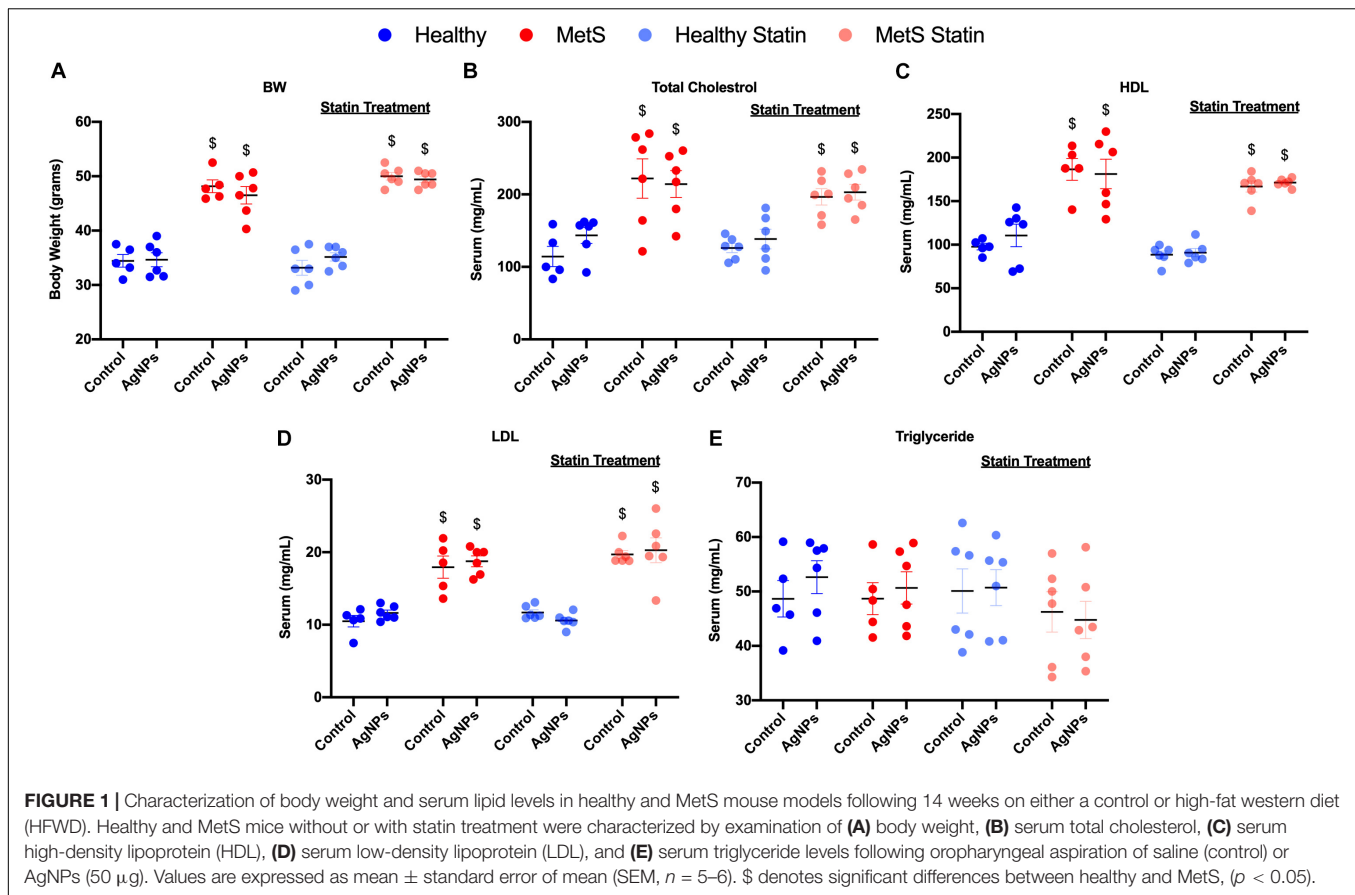 Healthy MetS Healthy Statin MetS Statin
A
BW
Statin Treatment
Body Weight (grams)
60
50
40
30
20
$ $ $ $
Control AgNPs Control AgNPs Control AgNPs Control AgNPs
B
Total Cholestrol
Statin Treatment
Serum (mg/mL)
300
200
100
0
$ $ $ $
Control AgNPs Control AgNPs Control AgNPs Control AgNPs
C
HDL
Statin Treatment
Serum (mg/mL)
250
200
150
100
50
0
$ $ $ $
Control AgNPs Control AgNPs Control AgNPs Control AgNPs
D
LDL
Statin Treatment
Serum (mg/mL)
30
20
10
0
$ $ $ $
Control AgNPs Control AgNPs Control AgNPs Control AgNPs
E
Triglyceride
Statin Treatment
Serum (mg/mL)
70
60
50
40
30
Control AgNPs Control AgNPs Control AgNPs Control AgNPs
FIGURE 1 | Characterization of body weight and serum lipid levels in healthy and MetS mouse models following 14 weeks on either a control or high-fat western diet
(HFWD). Healthy and MetS mice without or with statin treatment were characterized by examination of (A) body weight, (B) serum total cholesterol, (C) serum
high-density lipoprotein (HDL), (D) serum low-density lipoprotein (LDL), and (E) serum triglyceride levels following oropharyngeal aspiration of saline (control) or
AgNPs (50 μg). Values are expressed as mean ± standard error of mean (SEM, n = 5–6). $ denotes significant differences between healthy and MetS, (p < 0.05).